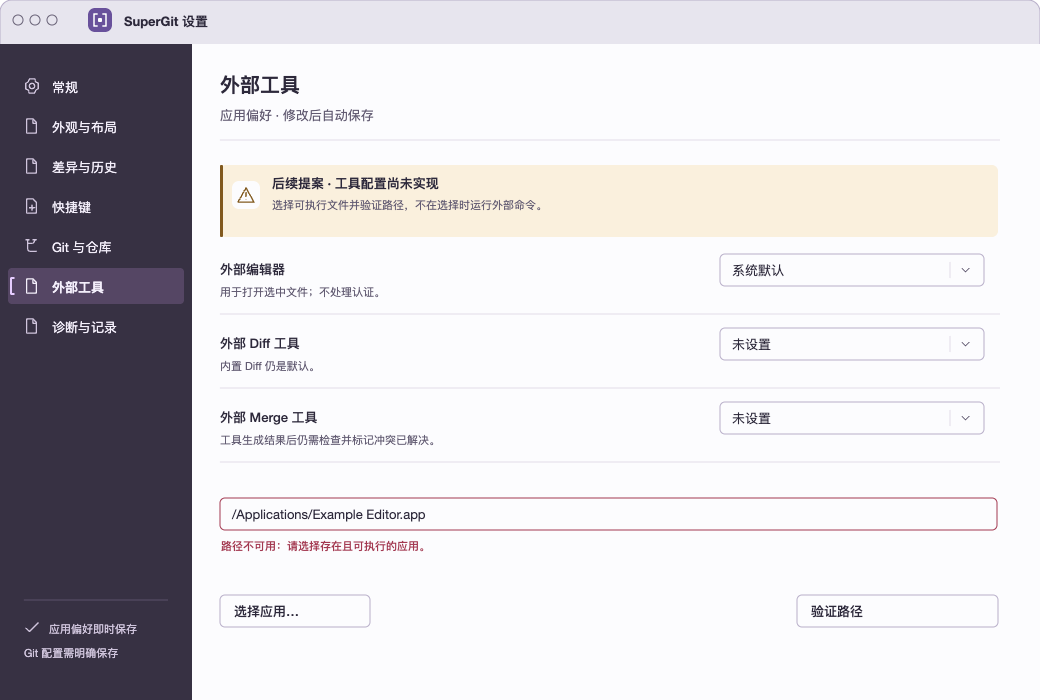 SuperGit 设置
常规
外观与布局
差异与历史
快捷键
Git 与仓库
外部工具
诊断与记录
应用偏好即时保存
Git 配置需明确保存
外部工具
应用偏好 · 修改后自动保存
后续提案 · 工具配置尚未实现
选择可执行文件并验证路径，不在选择时运行外部命令。
外部编辑器
用于打开选中文件；不处理认证。
系统默认
外部 Diff 工具
内置 Diff 仍是默认。
未设置
外部 Merge 工具
工具生成结果后仍需检查并标记冲突已解决。
未设置
/Applications/Example Editor.app
路径不可用：请选择存在且可执行的应用。
选择应用…
验证路径